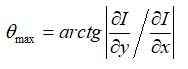 θmax = arctg|∂I/∂y / ∂I/∂x|